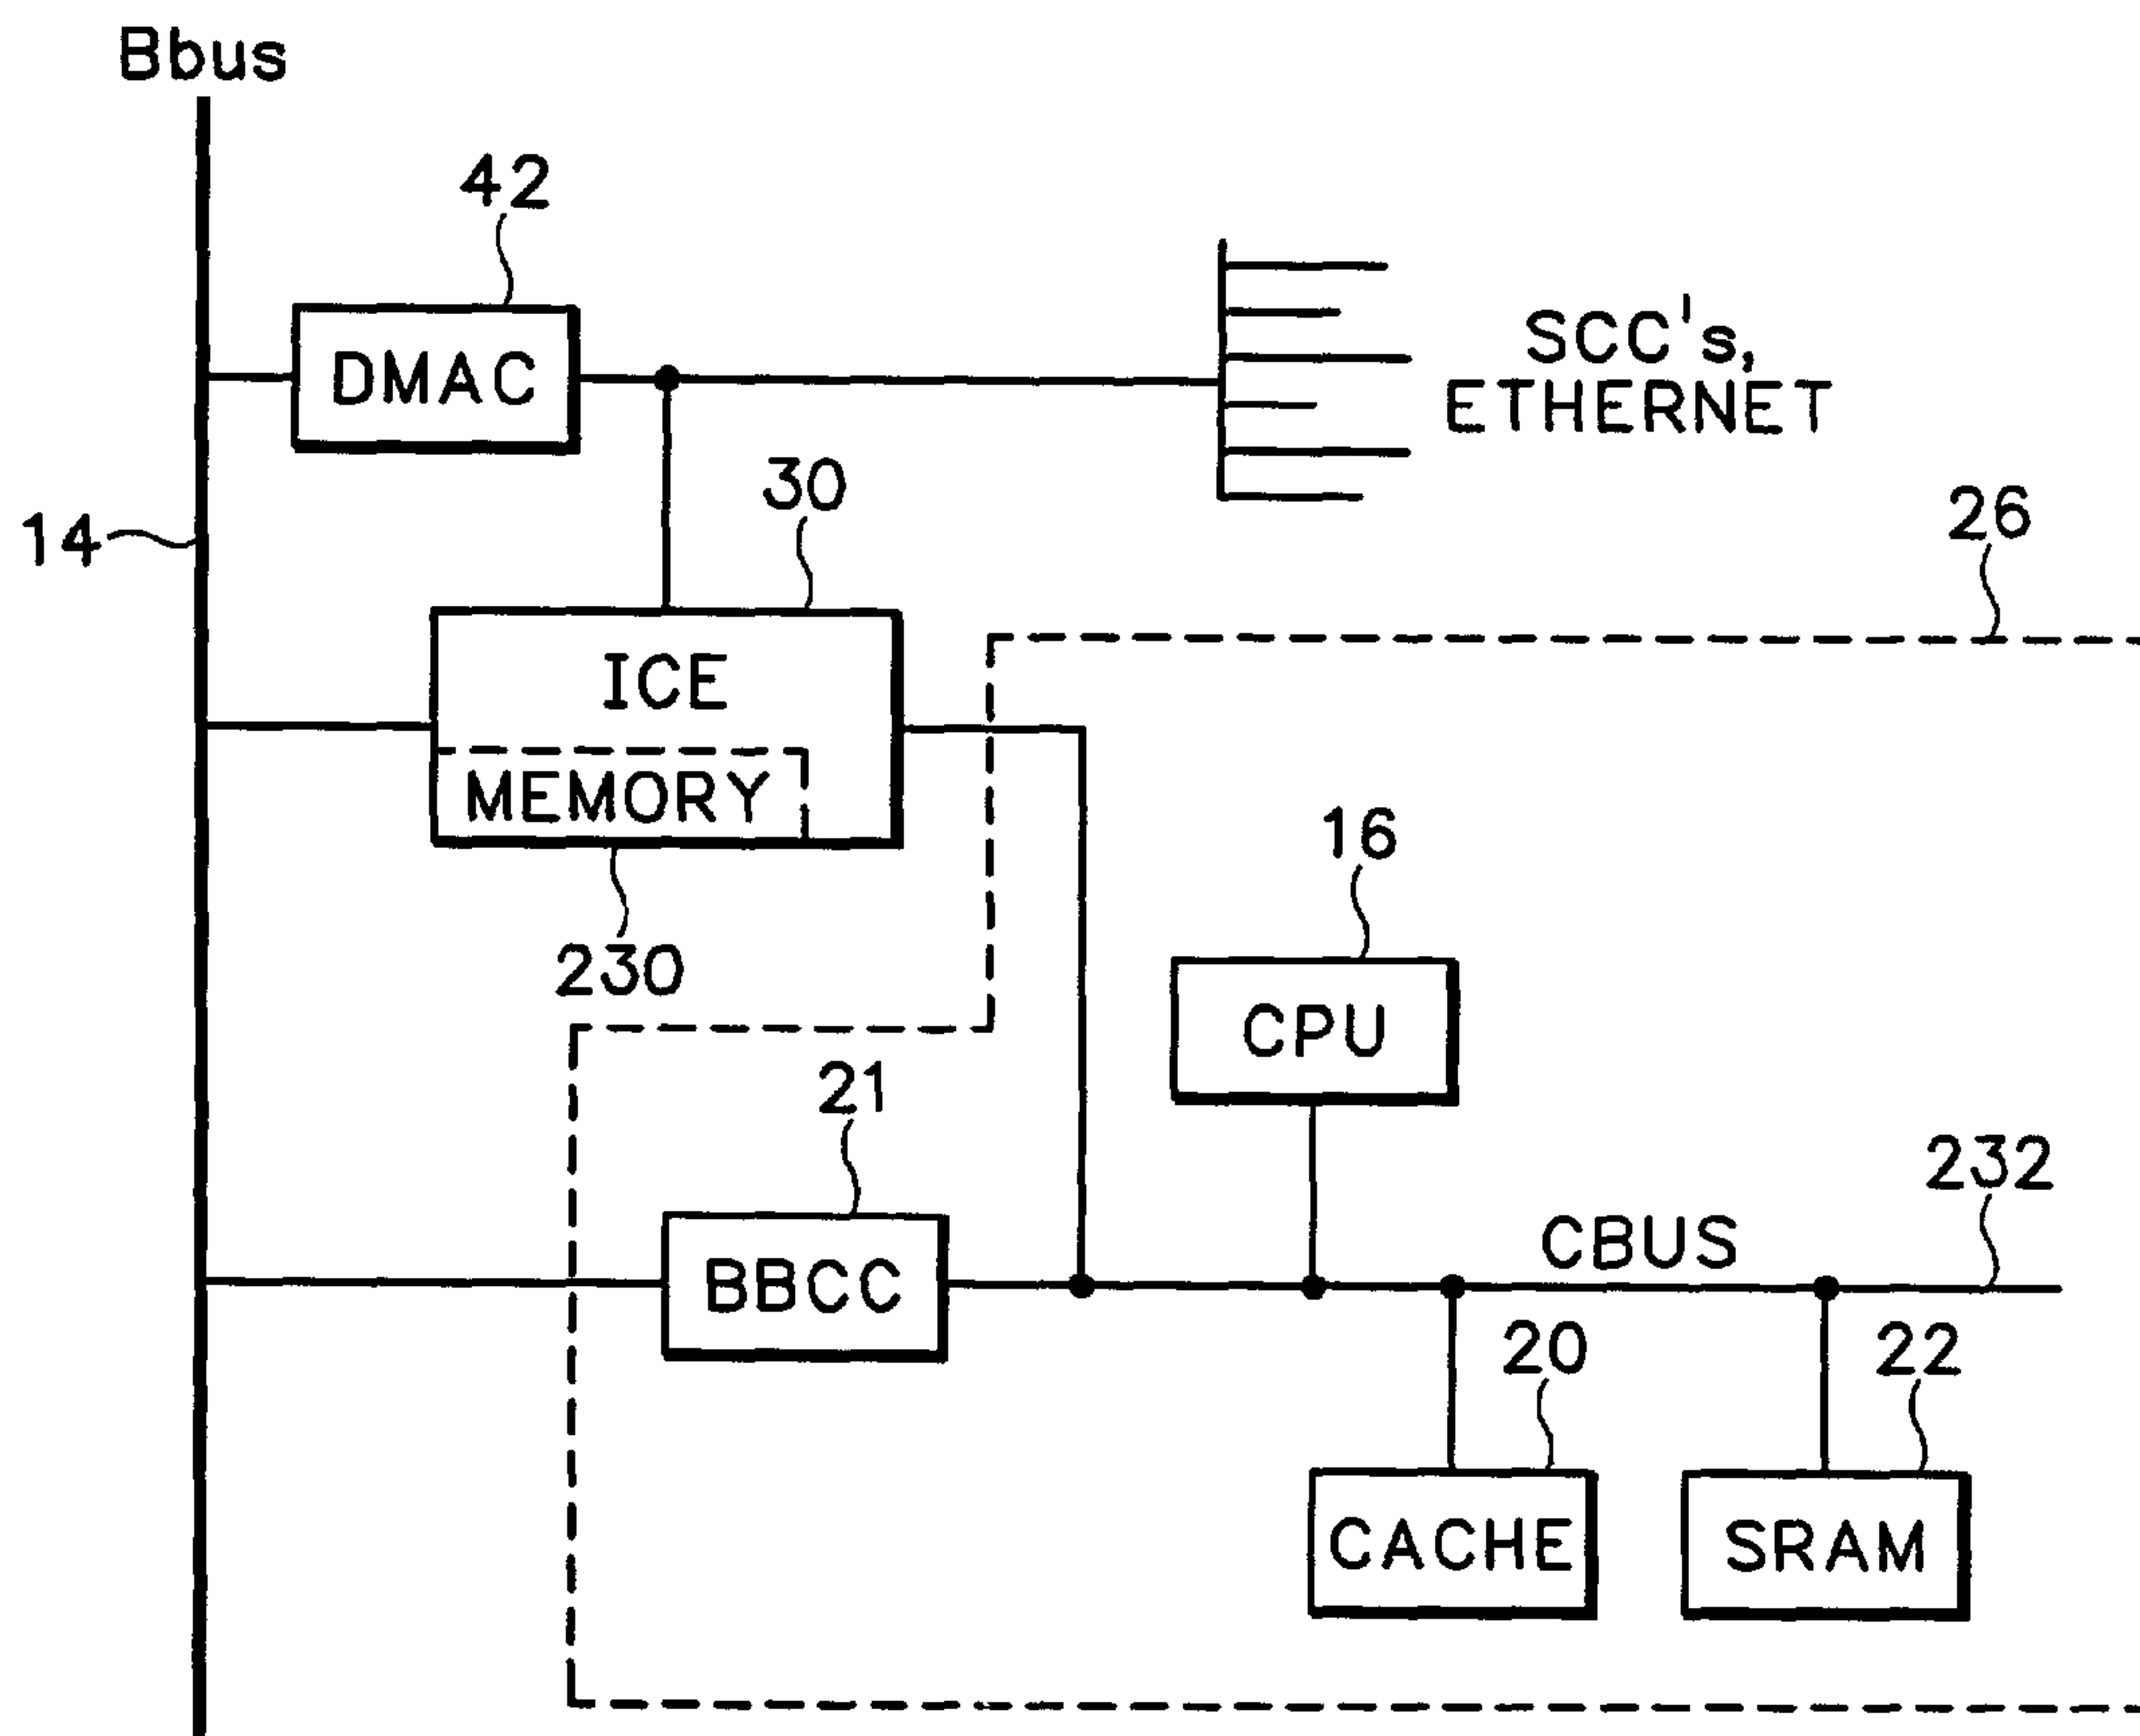 Bbus
42
DMAC
SCC's,
ETHERNET
14
30
26
ICE
MEMORY
230
16
CPU
21
BBCC
232
CBUS
20
22
CACHE
SRAM